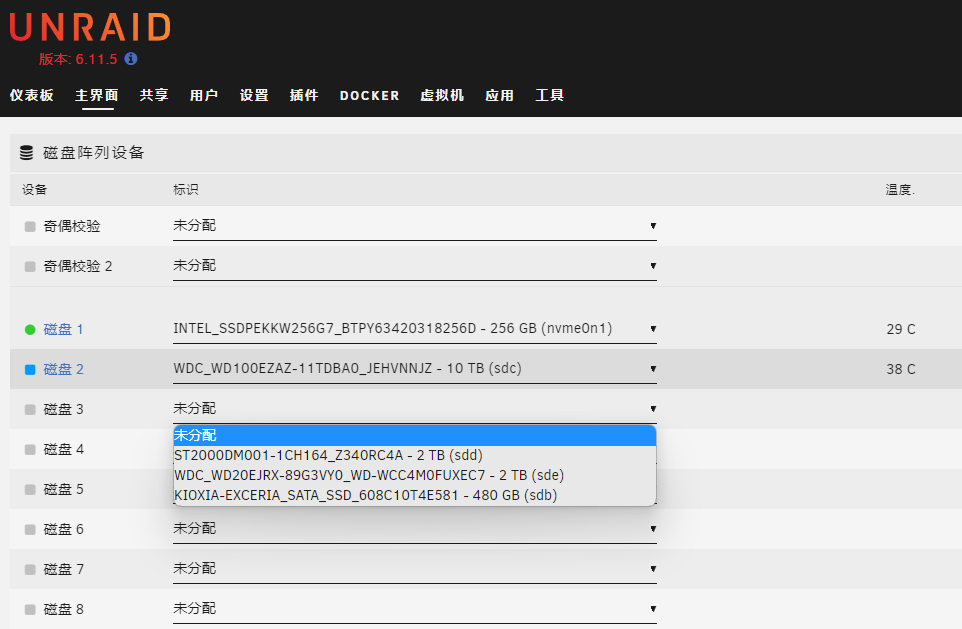 UNRAID
版本: 6.11.5
仪表板 主界面 共享 用户 设置 插件 DOCKER 虚拟机 应用 工具
磁盘阵列设备
设备 标识 温度.
奇偶校验 未分配
奇偶校验 2 未分配
磁盘 1 INTEL_SSDPEKKW256G7_BTPY63420318256D - 256 GB (nvme0n1) 29 C
磁盘 2 WDC_WD100EZAZ-11TDBA0_JEHVNNJZ - 10 TB (sdc) 38 C
磁盘 3 未分配
未分配
磁盘 4 ST2000DM001-1CH164_Z340RC4A - 2 TB (sdd)
WDC_WD20EJRX-89G3VY0_WD-WCC4M0FUXEC7 - 2 TB (sde)
磁盘 5 KIOXIA-EXCERIA_SATA_SSD_608C10T4E581 - 480 GB (sdb)
磁盘 6 未分配
磁盘 7 未分配
磁盘 8 未分配